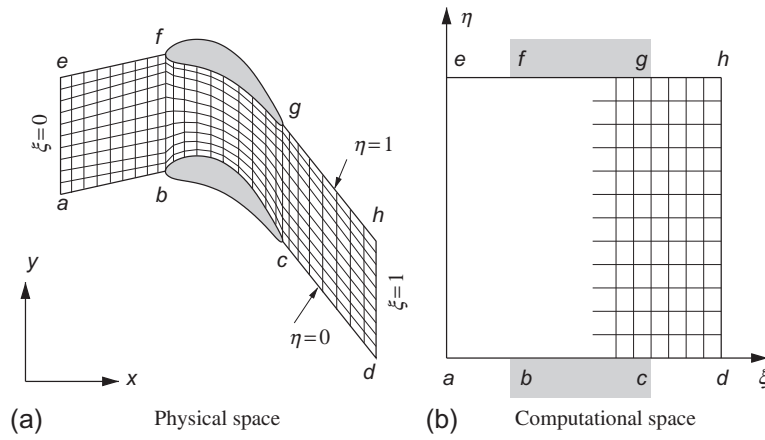 f
e
g
ξ=0
η=1
a
b
h
c
y
ξ=1
η=0
d
x
(a)
Physical space
η
e
f
g
h
a
b
c
d
ξ
(b)
Computational space